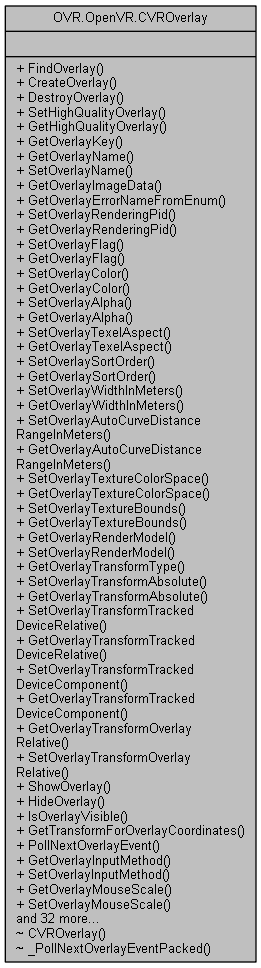 OVR.OpenVR.CVROverlay
+ FindOverlay()
+ CreateOverlay()
+ DestroyOverlay()
+ SetHighQualityOverlay()
+ GetHighQualityOverlay()
+ GetOverlayKey()
+ GetOverlayName()
+ SetOverlayName()
+ GetOverlayImageData()
+ GetOverlayErrorNameFromEnum()
+ SetOverlayRenderingPid()
+ GetOverlayRenderingPid()
+ SetOverlayFlag()
+ GetOverlayFlag()
+ SetOverlayColor()
+ GetOverlayColor()
+ SetOverlayAlpha()
+ GetOverlayAlpha()
+ SetOverlayTexelAspect()
+ GetOverlayTexelAspect()
+ SetOverlaySortOrder()
+ GetOverlaySortOrder()
+ SetOverlayWidthInMeters()
+ GetOverlayWidthInMeters()
+ SetOverlayAutoCurveDistance
RangeInMeters()
+ GetOverlayAutoCurveDistance
RangeInMeters()
+ SetOverlayTextureColorSpace()
+ GetOverlayTextureColorSpace()
+ SetOverlayTextureBounds()
+ GetOverlayTextureBounds()
+ GetOverlayRenderModel()
+ SetOverlayRenderModel()
+ GetOverlayTransformType()
+ SetOverlayTransformAbsolute()
+ GetOverlayTransformAbsolute()
+ SetOverlayTransformTracked
DeviceRelative()
+ GetOverlayTransformTracked
DeviceRelative()
+ SetOverlayTransformTracked
DeviceComponent()
+ GetOverlayTransformTracked
DeviceComponent()
+ GetOverlayTransformOverlay
Relative()
+ SetOverlayTransformOverlay
Relative()
+ ShowOverlay()
+ HideOverlay()
+ IsOverlayVisible()
+ GetTransformForOverlayCoordinates()
+ PollNextOverlayEvent()
+ GetOverlayInputMethod()
+ SetOverlayInputMethod()
+ GetOverlayMouseScale()
+ SetOverlayMouseScale()
and 32 more...
~ CVROverlay()
~ _PollNextOverlayEventPacked()